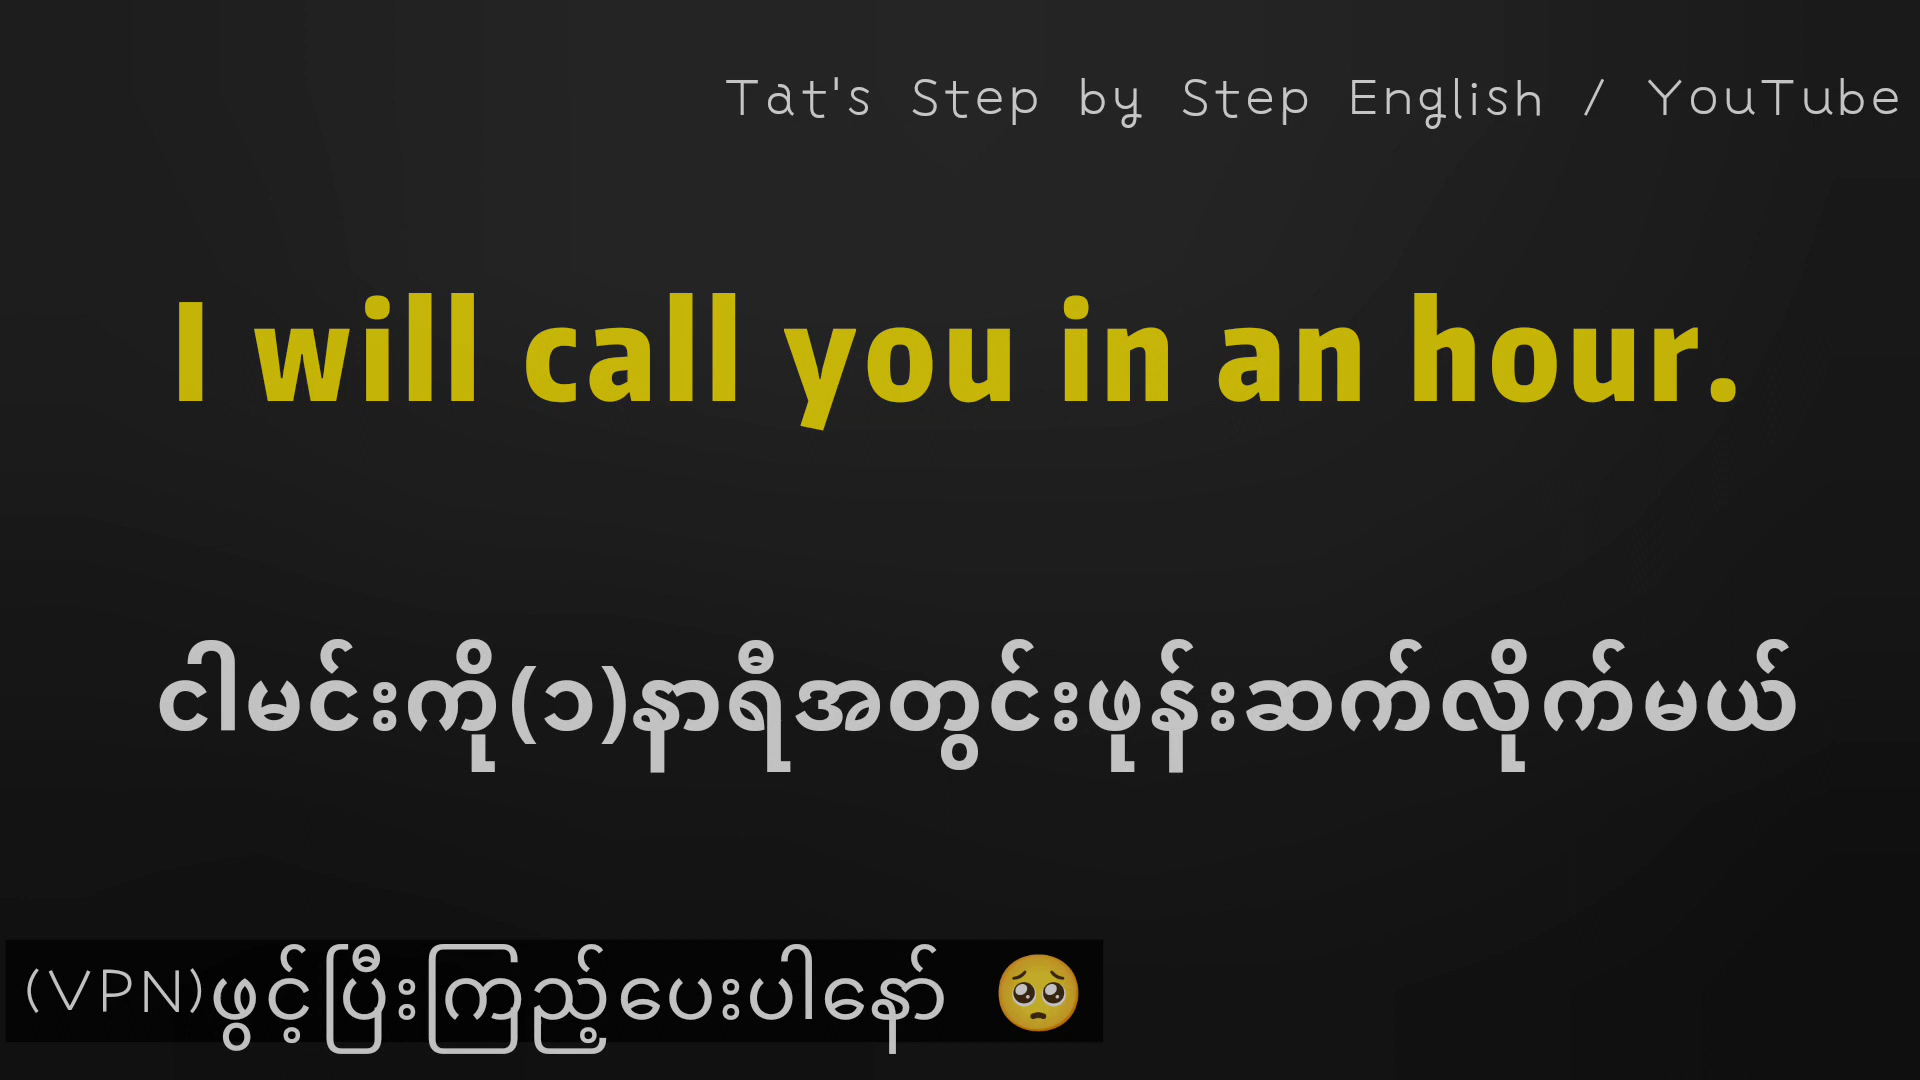 Tat's Step by Step English / YouTube
I will call you in an hour.
ငါမင်းကို(၁)နာရီအတွင်းဖုန်းဆက်လိုက်မယ်
(VPN)ဖွင့်ပြီးကြည့်ပေးပါနော် 🥺